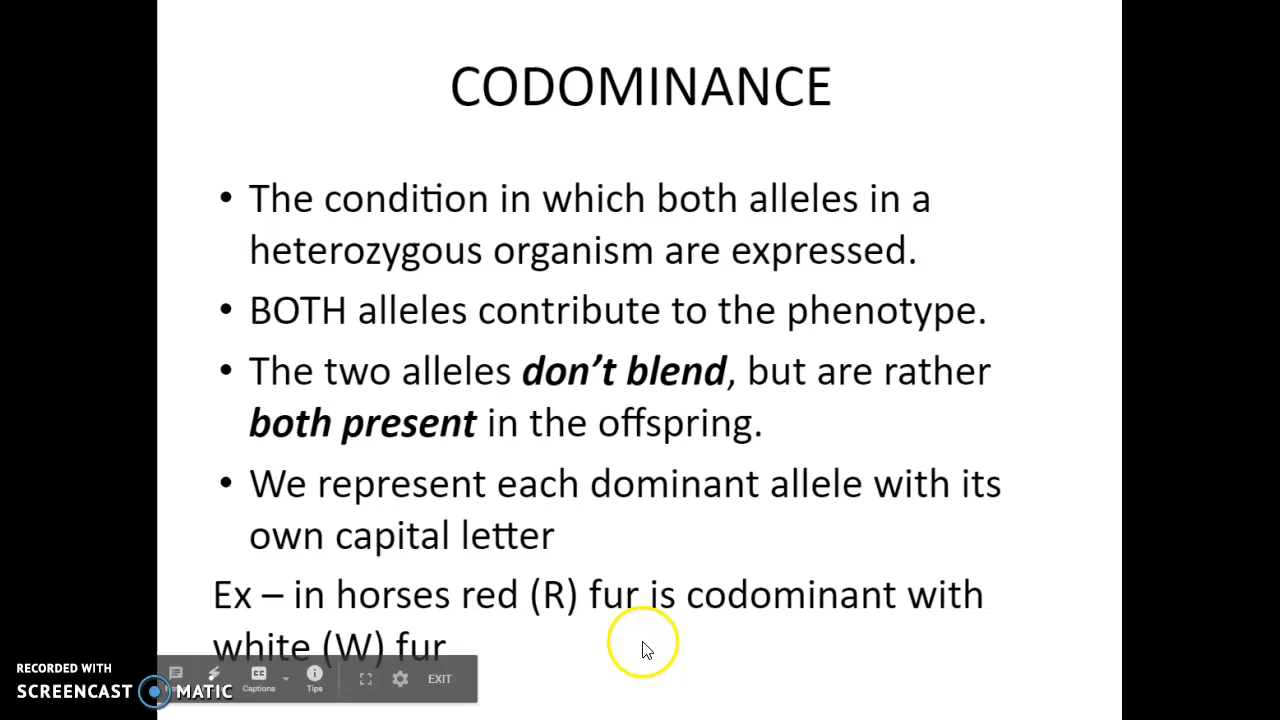 CODOMINANCE
• The condition in which both alleles in a
heterozygous organism are expressed.
• BOTH alleles contribute to the phenotype.
• The two alleles don't blend, but are rather
both present in the offspring.
• We represent each dominant allele with its
own capital letter
Ex – in horses red (R) fur is codominant with
white (W) fur
Captions
Tips
EXIT
RECORDED WITH
SCREENCAST MATIC